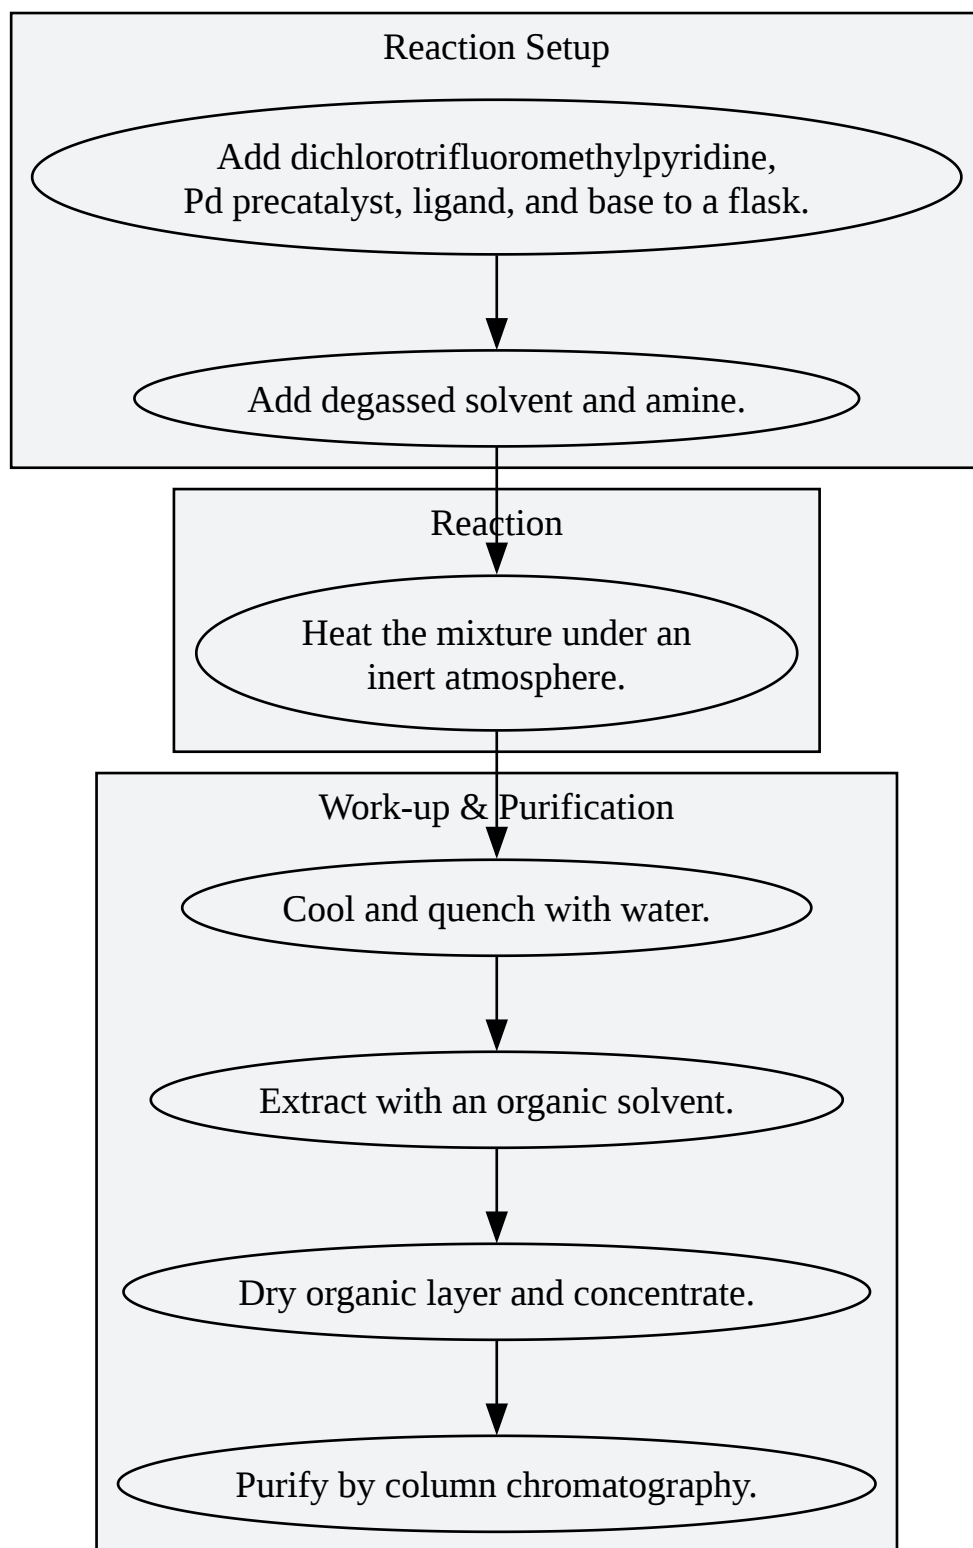 Reaction Setup
Add dichlorotrifluoromethylpyridine,
Pd precatalyst, ligand, and base to a flask.
Add degassed solvent and amine.
Reaction
Heat the mixture under an
inert atmosphere.
Work-up & Purification
Cool and quench with water.
Extract with an organic solvent.
Dry organic layer and concentrate.
Purify by column chromatography.